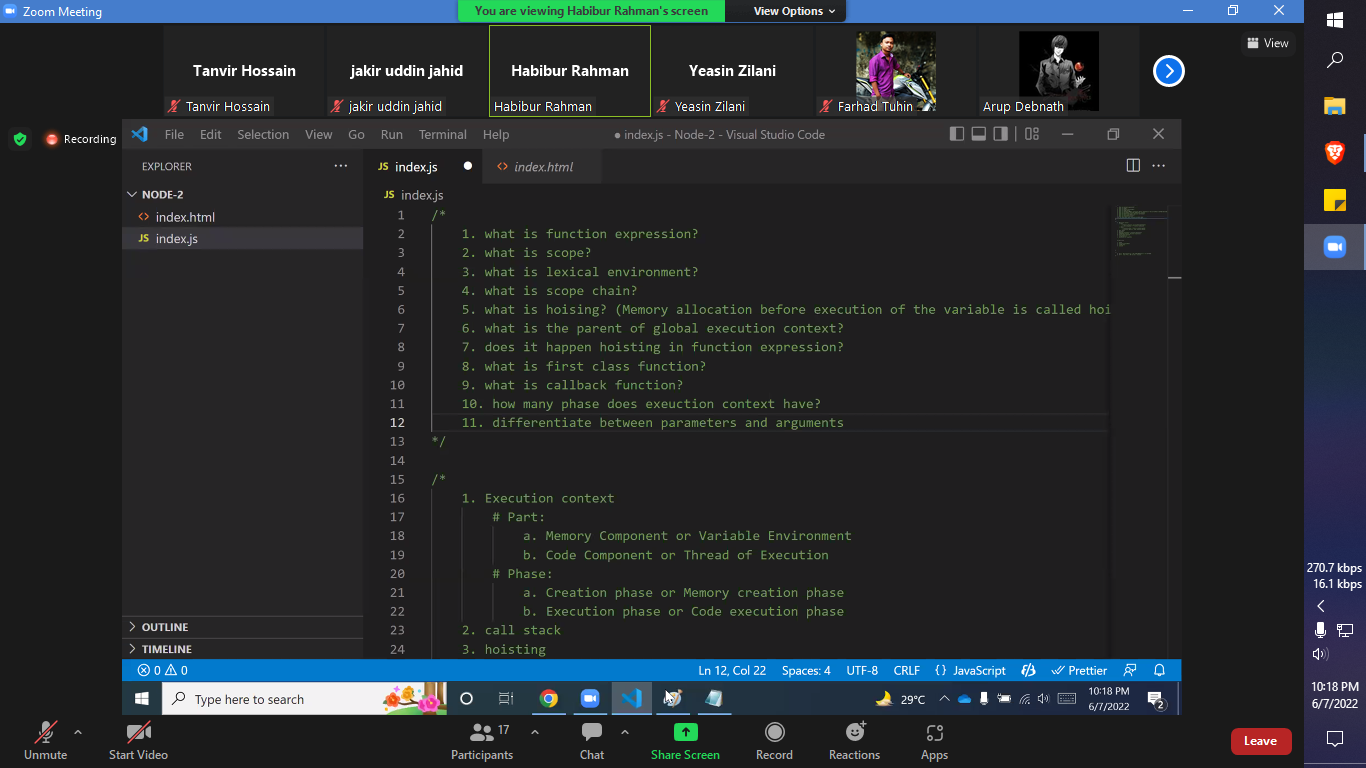 Zoom Meeting
You are viewing Habibur Rahman's screen
View Options
View
Tanvir Hossain
jakir uddin jahid
Habibur Rahman
Yeasin Zilani
Tanvir Hossain
jakir uddin jahid
Habibur Rahman
Yeasin Zilani
Farhad Tuhin
Arup Debnath
Recording
File Edit Selection View Go Run Terminal Help
● index.js - Node-2 - Visual Studio Code
EXPLORER
NODE-2
<> index.html
JS index.js
OUTLINE
TIMELINE
JS index.js
<> index.html
JS index.js
1 /*
2 1. what is function expression?
3 2. what is scope?
4 3. what is lexical environment?
5 4. what is scope chain?
6 5. what is hoising? (Memory allocation before execution of the variable is called hoi
7 6. what is the parent of global execution context?
8 7. does it happen hoisting in function expression?
9 8. what is first class function?
10 9. what is callback function?
11 10. how many phase does exeuction context have?
12 11. differentiate between parameters and arguments
13 */
14
15 /*
16 1. Execution context
17 # Part:
18 a. Memory Component or Variable Environment
19 b. Code Component or Thread of Execution
20 # Phase:
21 a. Creation phase or Memory creation phase
22 b. Execution phase or Code execution phase
23 2. call stack
24 3. hoisting
0 0
Ln 12, Col 22 Spaces: 4 UTF-8 CRLF {} JavaScript Prettier
Type here to search
29°C
10:18 PM
6/7/2022
2
Unmute
Start Video
17
Participants
Chat
Share Screen
Record
Reactions
Apps
Leave
270.7 kbps
16.1 kbps
10:18 PM
6/7/2022